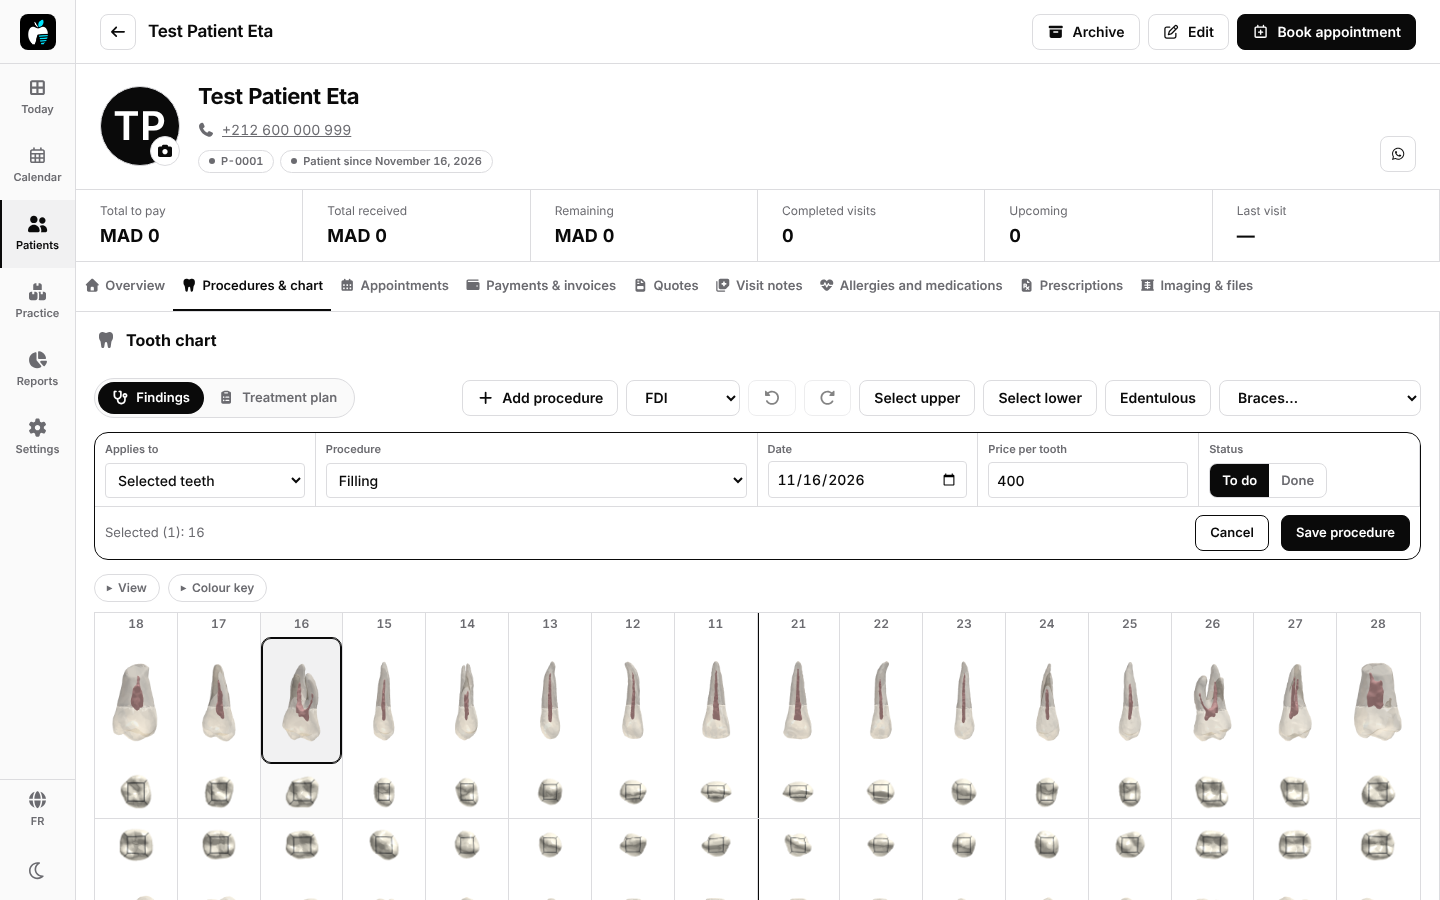 Test Patient Eta
Archive
Edit
Book appointment
Today
Calendar
Patients
Practice
Reports
Settings
FR
TP
Test Patient Eta
+212 600 000 999
P-0001
Patient since November 16, 2026
Total to pay
MAD 0
Total received
MAD 0
Remaining
MAD 0
Completed visits
0
Upcoming
0
Last visit
—
Overview
Procedures & chart
Appointments
Payments & invoices
Quotes
Visit notes
Allergies and medications
Prescriptions
Imaging & files
Tooth chart
Findings
Treatment plan
Add procedure
FDI
Select upper
Select lower
Edentulous
Braces...
Applies to
Selected teeth
Procedure
Filling
Date
11/16/2026
Price per tooth
400
Status
To do
Done
Selected (1): 16
Cancel
Save procedure
View
Colour key
18 17 16 15 14 13 12 11 21 22 23 24 25 26 27 28